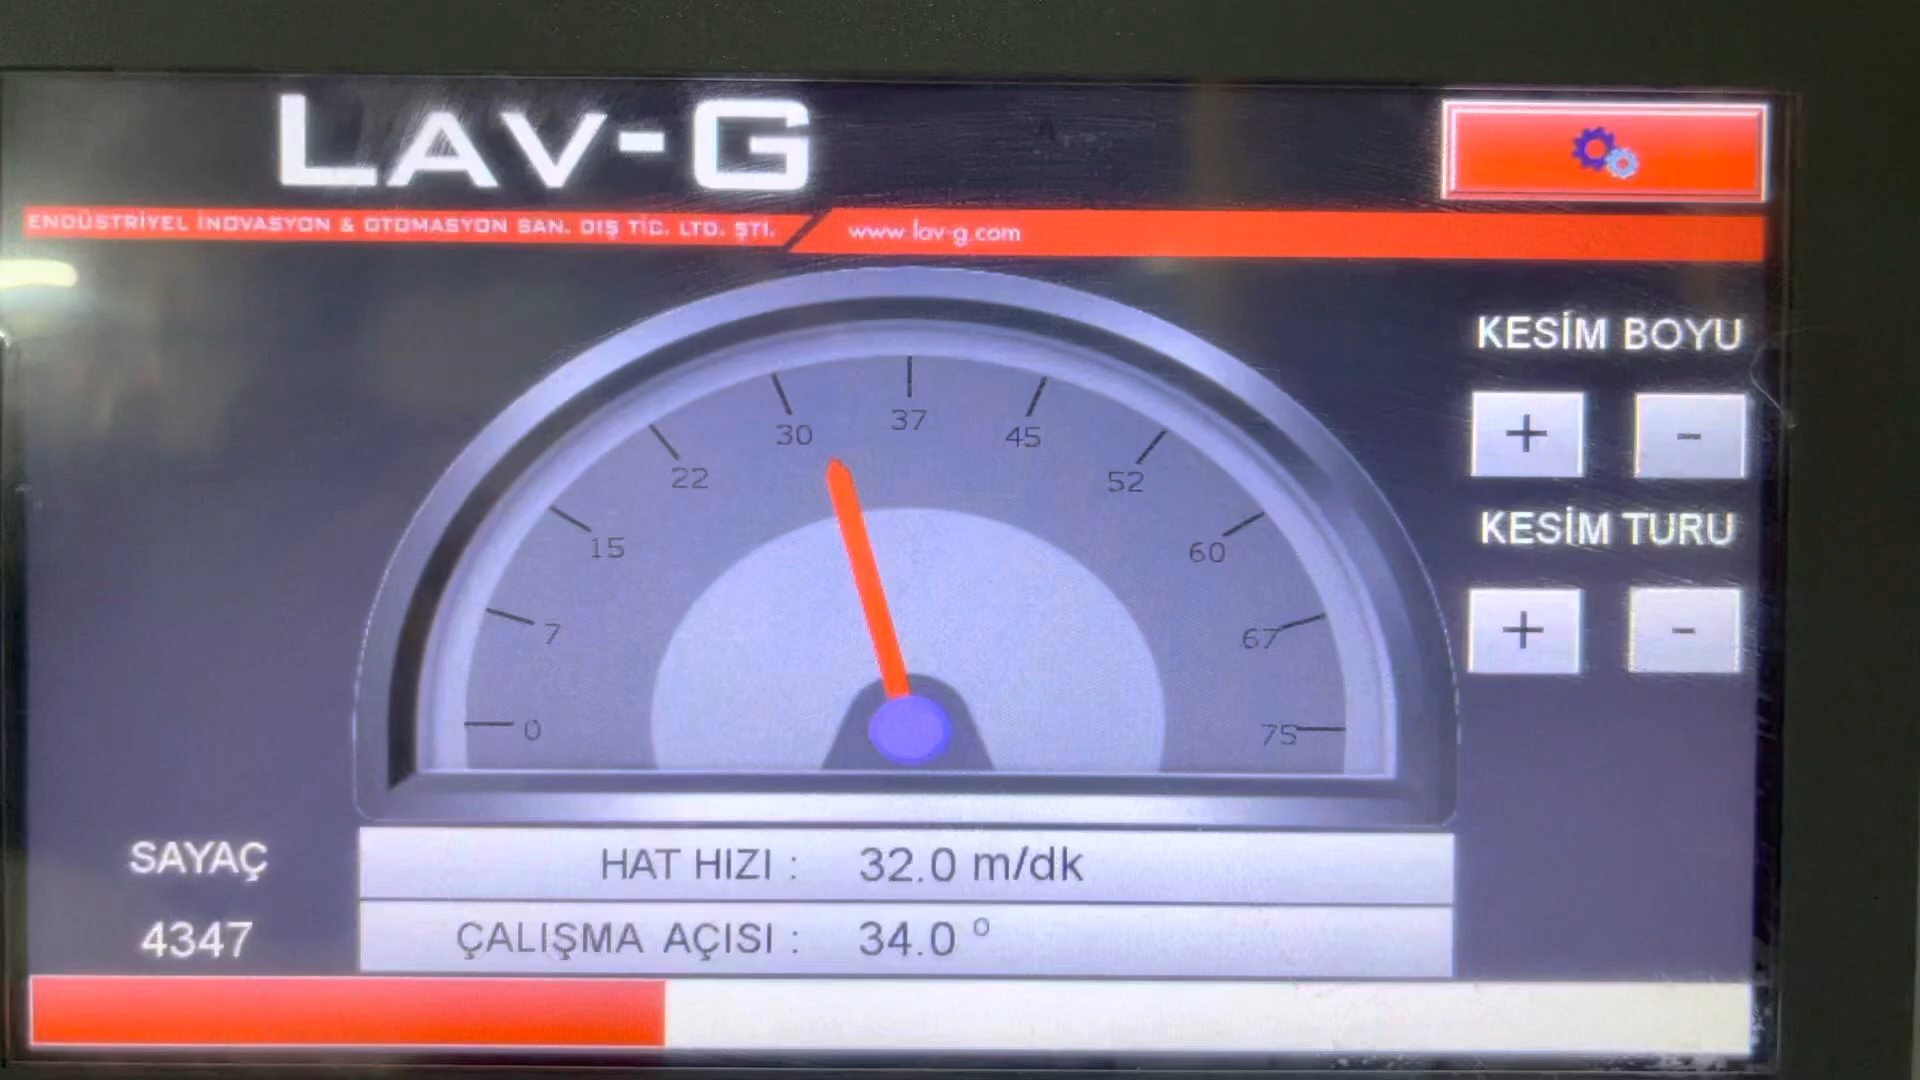 LAV-G
ENDÜSTRİYEL İNOVASYON & OTOMASYON SAN. DIŞ TİC. LTD. ŞTİ.
www.lav-g.com
KESİM BOYU
+ -
KESİM TURU
+ -
0
7
15
22
30
37
45
52
60
67
75
SAYAÇ
4347
HAT HIZI : 32.0 m/dk
ÇALIŞMA AÇISI : 34.0 °